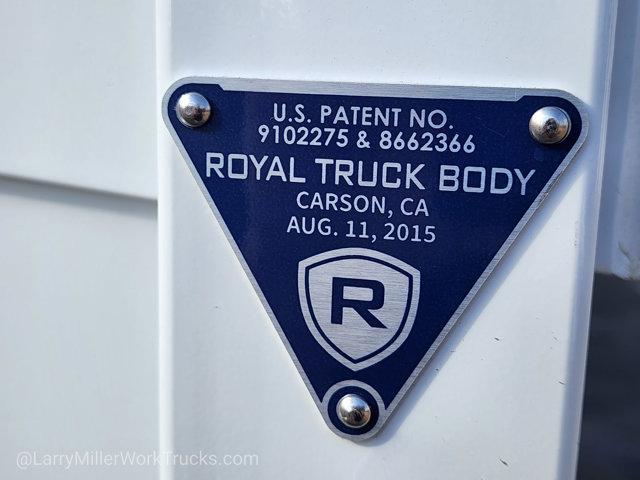 U.S. PATENT NO.
9102275 & 8662366
ROYAL TRUCK BODY
CARSON, CA
AUG. 11, 2015
R
@LarryMillerWorkTrucks.com